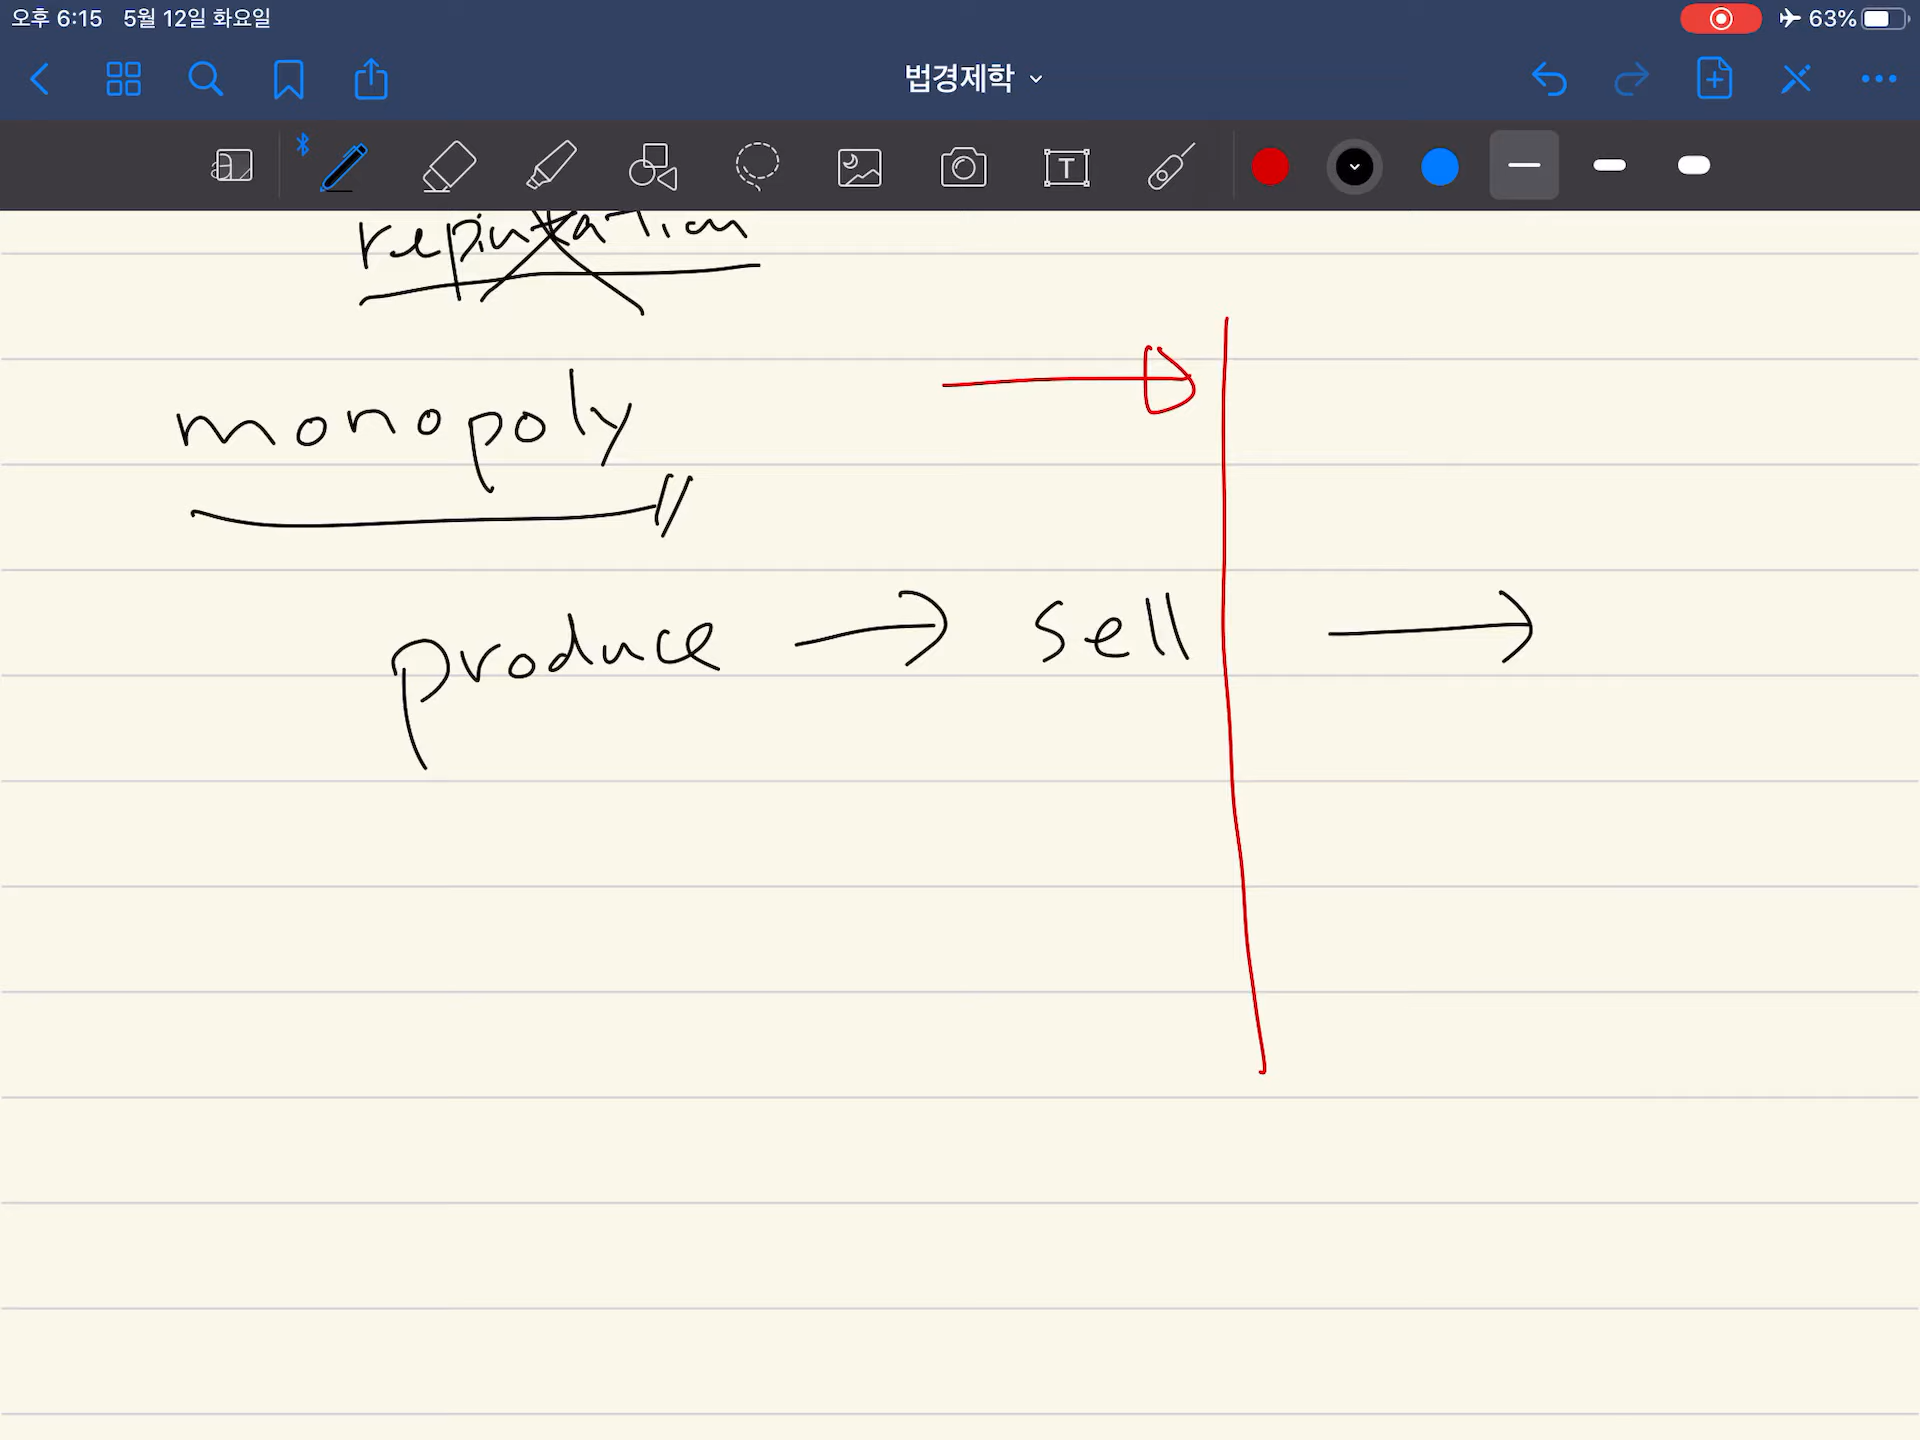 오후 6:15 5월 12일 화요일 63%
법경제학
T
reputation
monopoly
produce → sell →